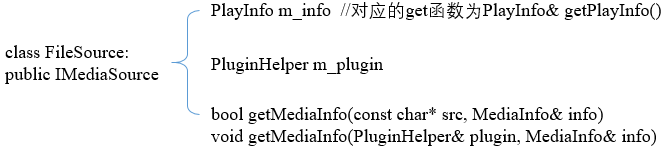 PlayInfo m_info  //对应的get函数为PlayInfo& getPlayInfo()
class FileSource:
public IMediaSource
PluginHelper m_plugin
bool getMediaInfo(const char* src, MediaInfo& info)
void getMediaInfo(PluginHelper& plugin, MediaInfo& info)